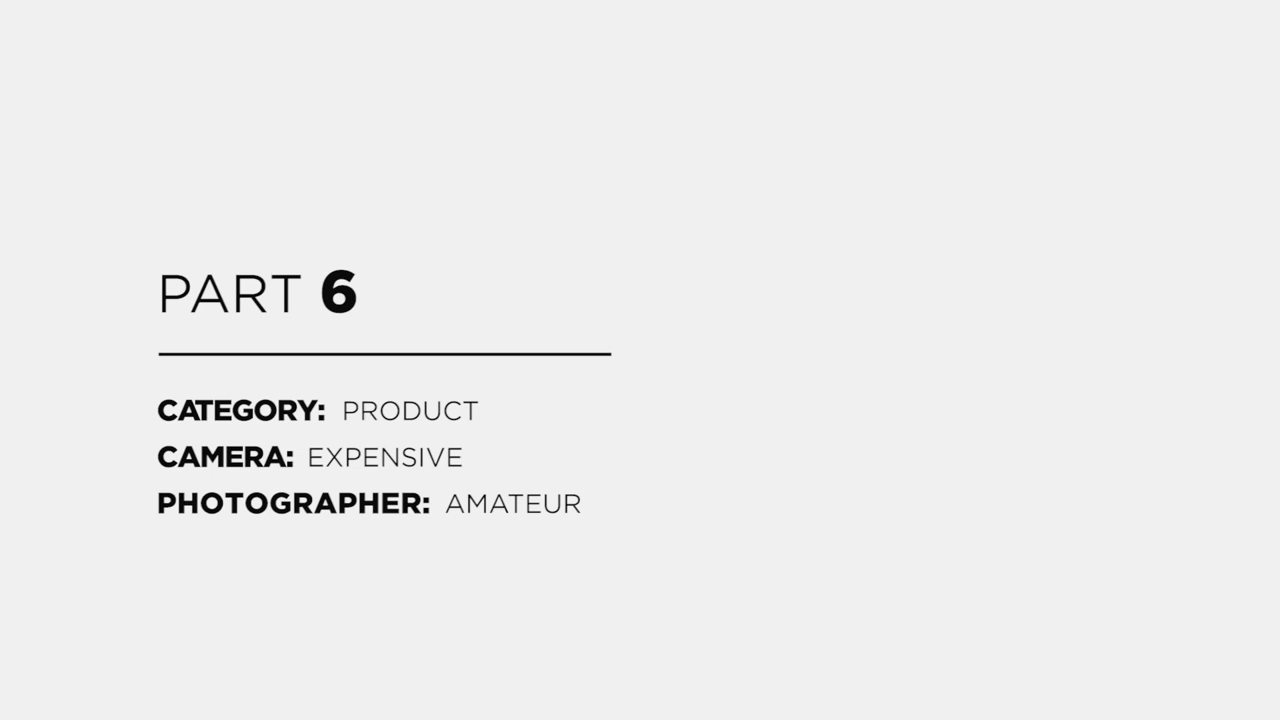 PART 6
CATEGORY: PRODUCT
CAMERA: EXPENSIVE
PHOTOGRAPHER: AMATEUR